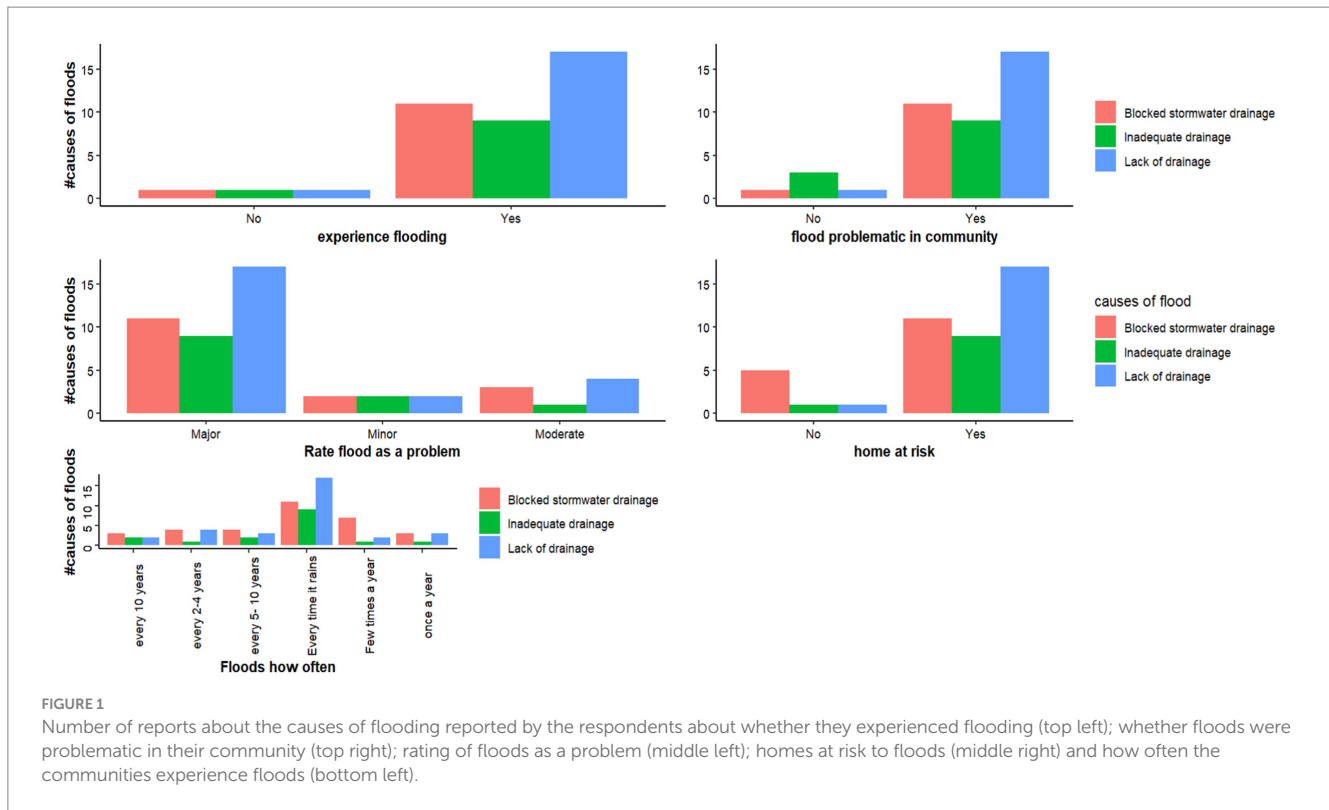 #causes of floods
15
10
5
0
No
Yes
experience flooding
15
10
5
0
No
Yes
flood problematic in community
Blocked stormwater drainage
Inadequate drainage
Lack of drainage
#causes of floods
15
10
5
0
Major
Minor
Moderate
Rate flood as a problem
15
10
5
0
No
Yes
home at risk
causes of flood
Blocked stormwater drainage
Inadequate drainage
Lack of drainage
#causes of floods
15
10
5
0
every 10 years
every 2-4 years
every 5- 10 years
Every time it rains
Few times a year
once a year
Floods how often
Blocked stormwater drainage
Inadequate drainage
Lack of drainage
FIGURE 1
Number of reports about the causes of flooding reported by the respondents about whether they experienced flooding (top left); whether floods were
problematic in their community (top right); rating of floods as a problem (middle left); homes at risk to floods (middle right) and how often the
communities experience floods (bottom left).